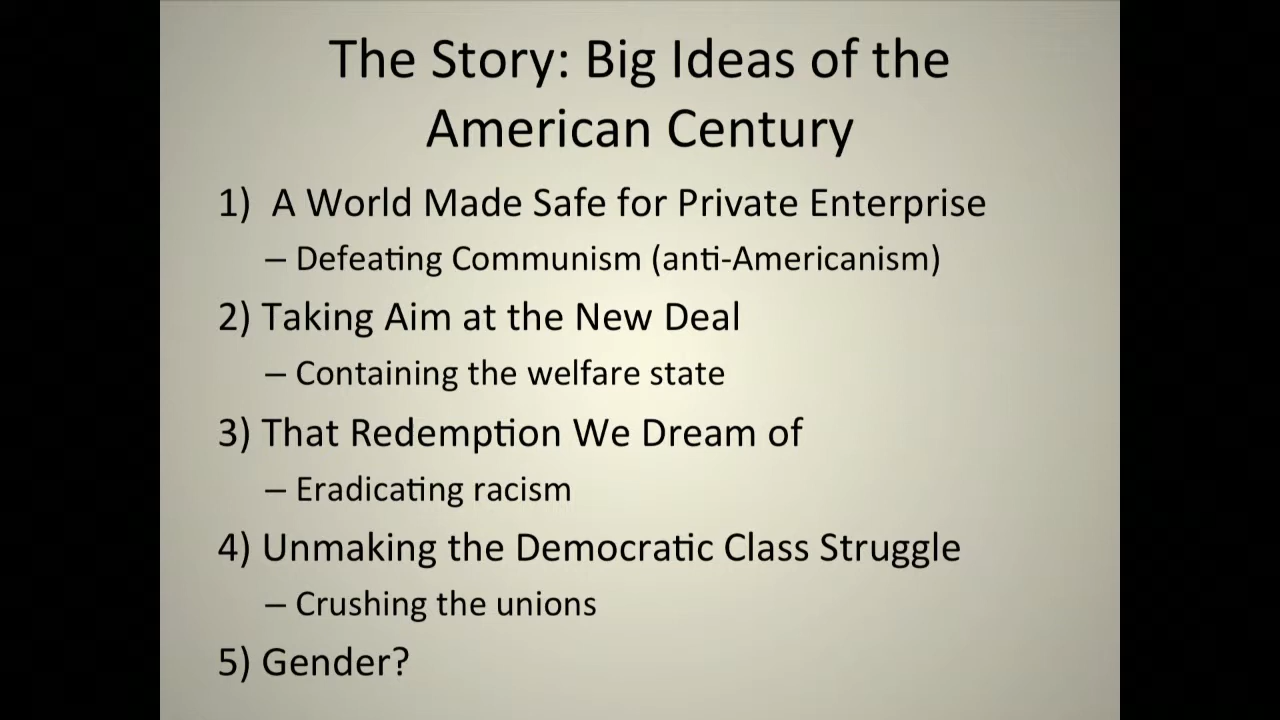 The Story: Big Ideas of the
American Century
1) A World Made Safe for Private Enterprise
– Defeating Communism (anti-Americanism)
2) Taking Aim at the New Deal
– Containing the welfare state
3) That Redemption We Dream of
– Eradicating racism
4) Unmaking the Democratic Class Struggle
– Crushing the unions
5) Gender?